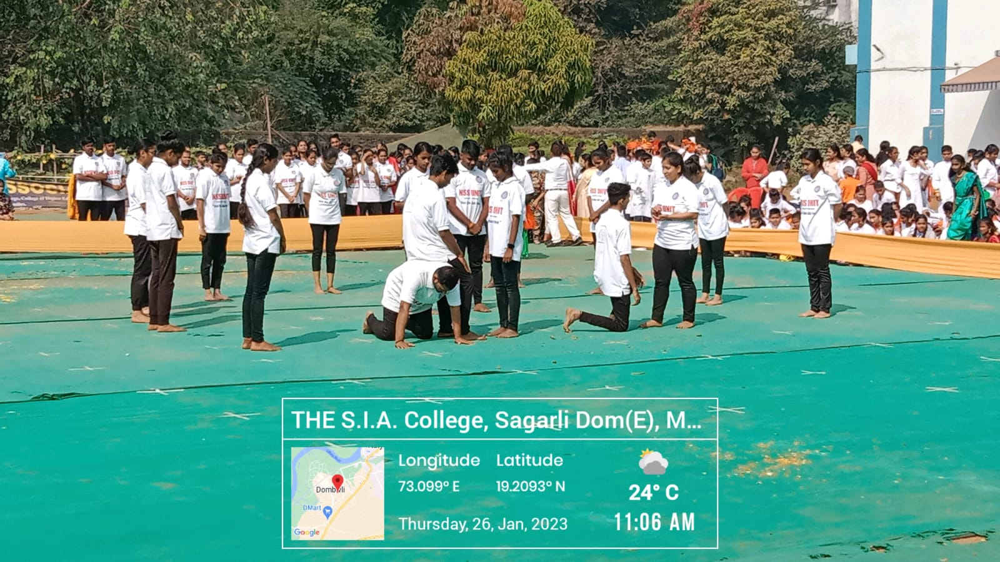 NSS UNIT
THE S.I.A. College, Sagarli Dom(E), M...
Longitude
Latitude
73.099° E
19.2093° N
24° C
Thursday, 26, Jan, 2023
11:06 AM
Dombivli
DMart
Google